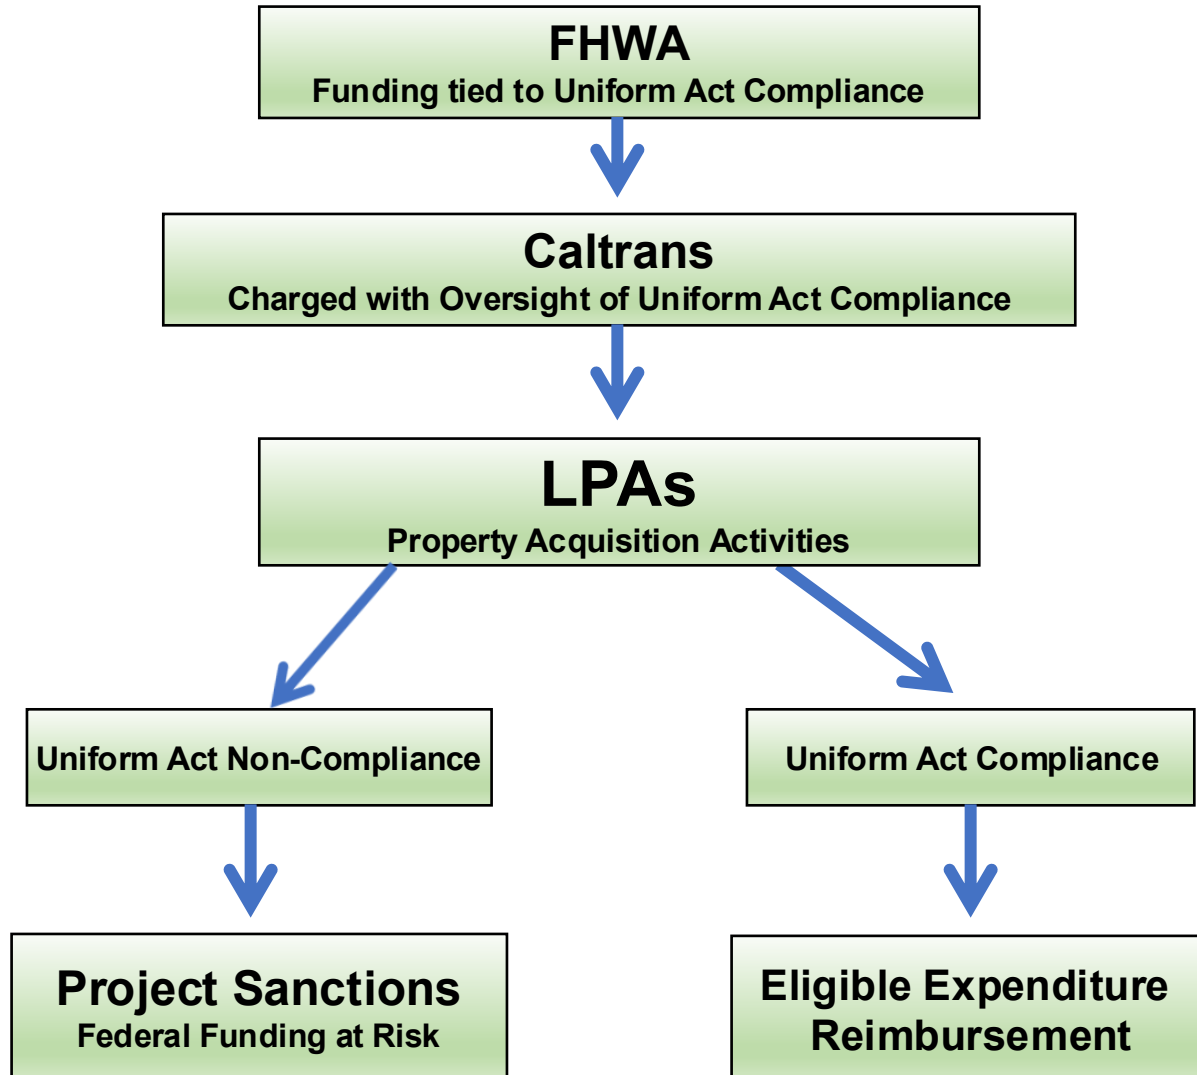 FHWA
Funding tied to Uniform Act Compliance
Caltrans
Charged with Oversight of Uniform Act Compliance
LPAs
Property Acquisition Activities
Uniform Act Non-Compliance
Uniform Act Compliance
Project Sanctions
Federal Funding at Risk
Eligible Expenditure
Reimbursement